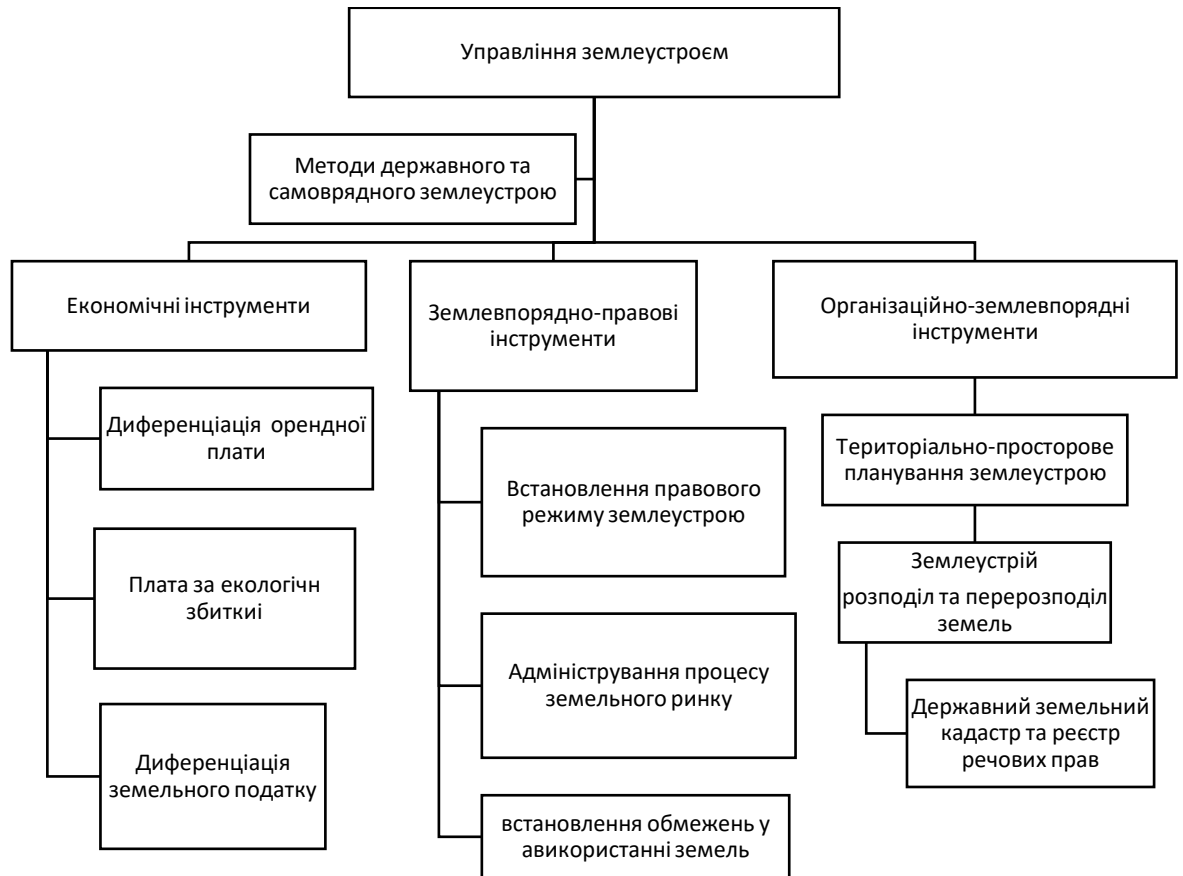 Управління землеустроєм
Методи державного та
самоврядного землеустрою
Економічні інструменти
Диференціація орендної
плати
Плата за екологічн
збиткиі
Диференціація
земельного податку
Землевпорядно-правові
інструменти
Встановлення правового
режиму землеустрою
Адміністрування процесу
земельного ринку
встановлення обмежень у
авикористанні земель
Організаційно-землевпорядні
інструменти
Територіально-просторове
планування землеустрою
Землеустрій
розподіл та перерозподіл
земель
Державний земельний
кадастр та реєстр
речових прав